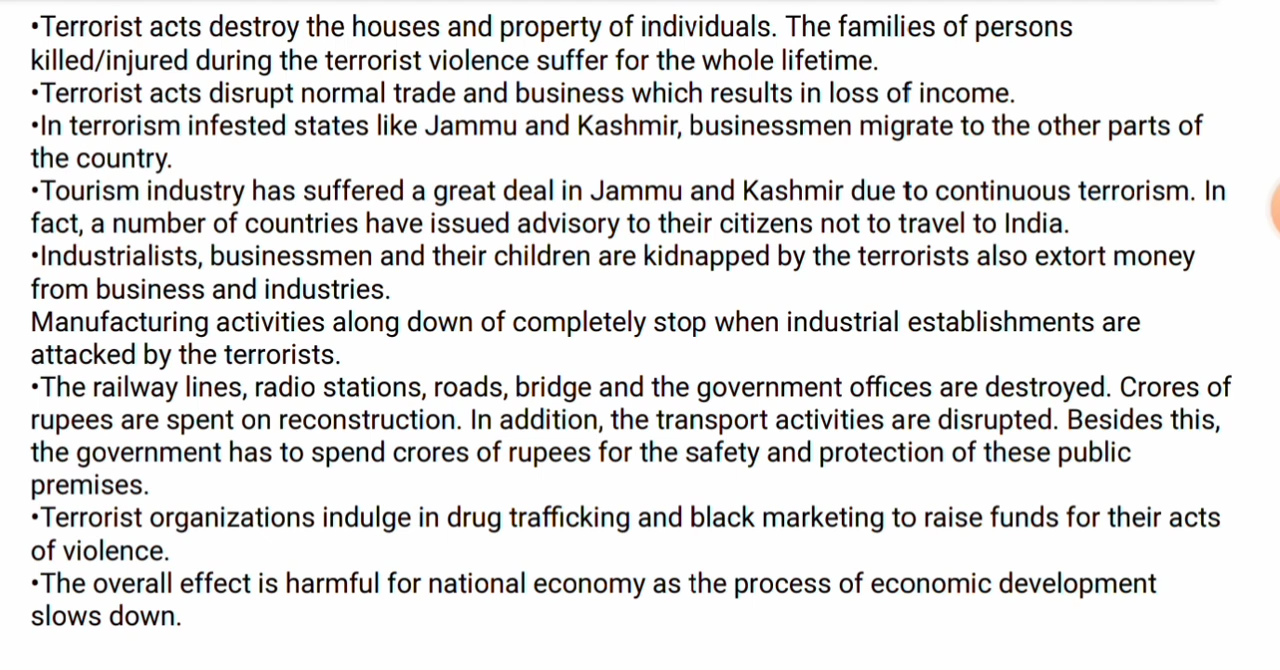 •Terrorist acts destroy the houses and property of individuals. The families of persons
killed/injured during the terrorist violence suffer for the whole lifetime.
•Terrorist acts disrupt normal trade and business which results in loss of income.
•In terrorism infested states like Jammu and Kashmir, businessmen migrate to the other parts of
the country.
•Tourism industry has suffered a great deal in Jammu and Kashmir due to continuous terrorism. In
fact, a number of countries have issued advisory to their citizens not to travel to India.
•Industrialists, businessmen and their children are kidnapped by the terrorists also extort money
from business and industries.
Manufacturing activities along down of completely stop when industrial establishments are
attacked by the terrorists.
•The railway lines, radio stations, roads, bridge and the government offices are destroyed. Crores of
rupees are spent on reconstruction. In addition, the transport activities are disrupted. Besides this,
the government has to spend crores of rupees for the safety and protection of these public
premises.
•Terrorist organizations indulge in drug trafficking and black marketing to raise funds for their acts
of violence.
•The overall effect is harmful for national economy as the process of economic development
slows down.